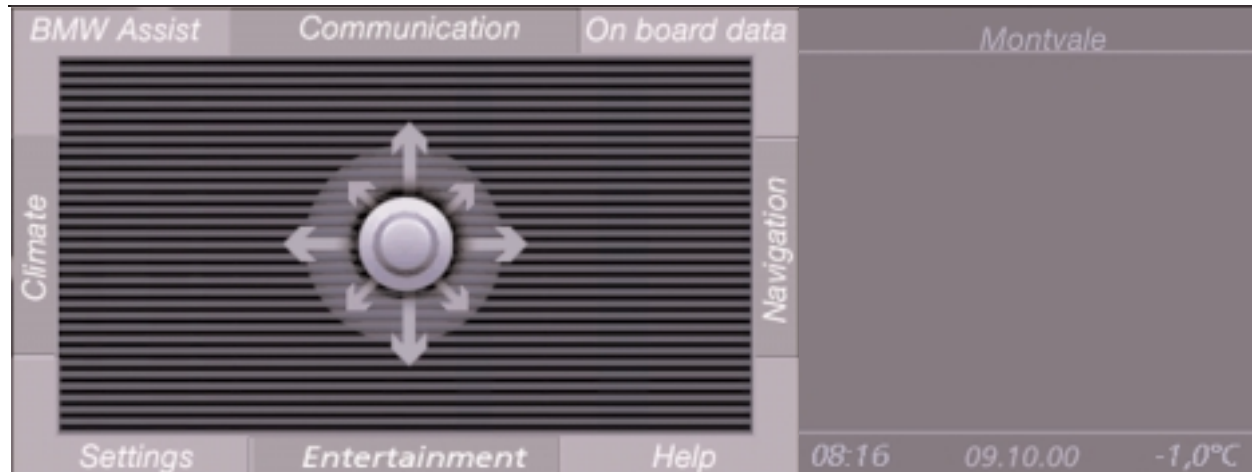 BMW Assist
Communication
On board data
Montvale
Climate
Navigation
Settings
Entertainment
Help
08:16
09.10.00
-1,0°C